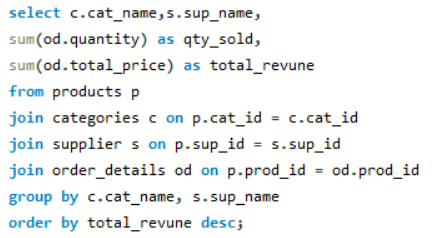 select c.cat_name,s.sup_name,
sum(od.quantity) as qty_sold,
sum(od.total_price) as total_revune
from products p
join categories c on p.cat_id = c.cat_id
join supplier s on p.sup_id = s.sup_id
join order_details od on p.prod_id = od.prod_id
group by c.cat_name, s.sup_name
order by total_revune desc;